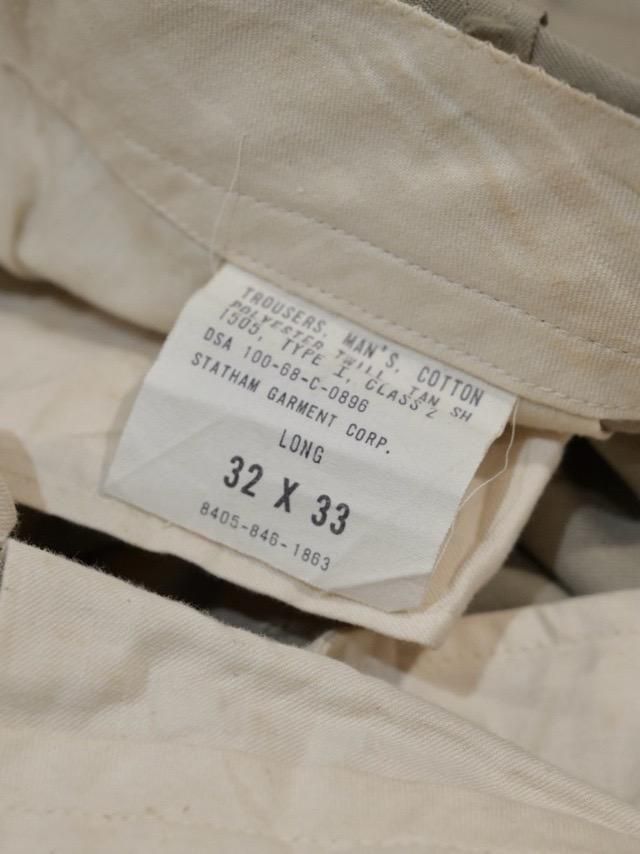 TROUSERS, MAN'S, COTTON
POLYESTER TWILL, TAN, SH
1505, TYPE I, CLASS 2
DSA 100-68-C-0896
STATHAM GARMENT CORP.
LONG
32 X 33
8405-846-1863